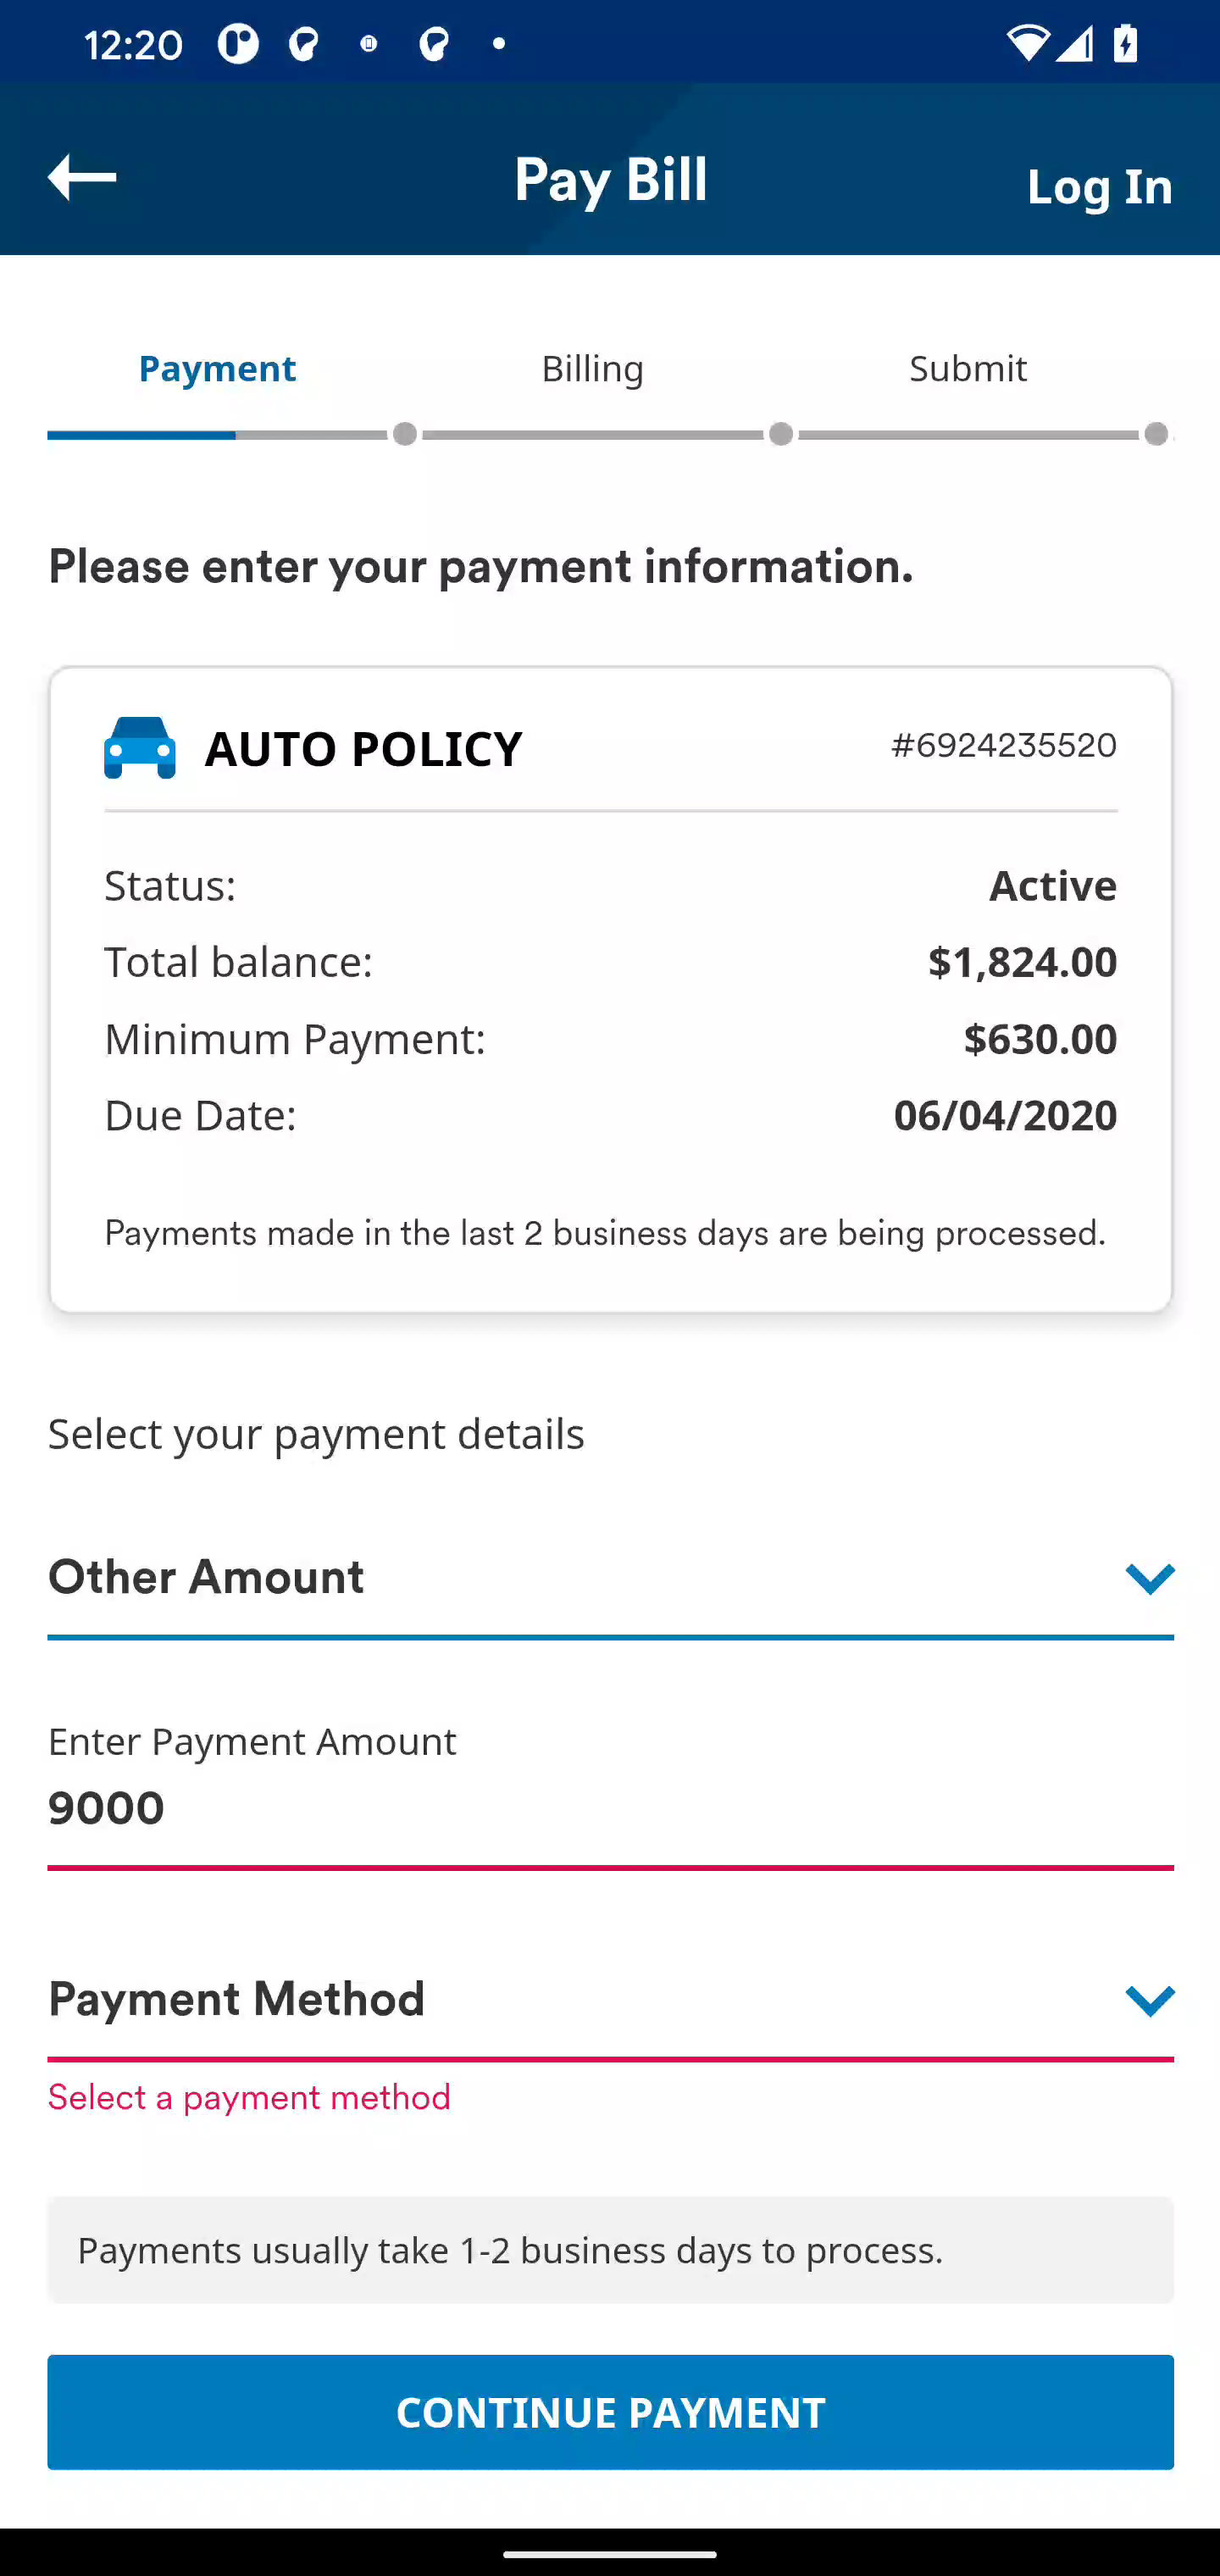 12:20
Pay Bill
Log In
Payment Billing Submit
Please enter your payment information.
AUTO POLICY #6924235520
Status: Active
Total balance: $1,824.00
Minimum Payment: $630.00
Due Date: 06/04/2020
Payments made in the last 2 business days are being processed.
Select your payment details
Other Amount
Enter Payment Amount
9000
Payment Method
Select a payment method
Payments usually take 1-2 business days to process.
CONTINUE PAYMENT